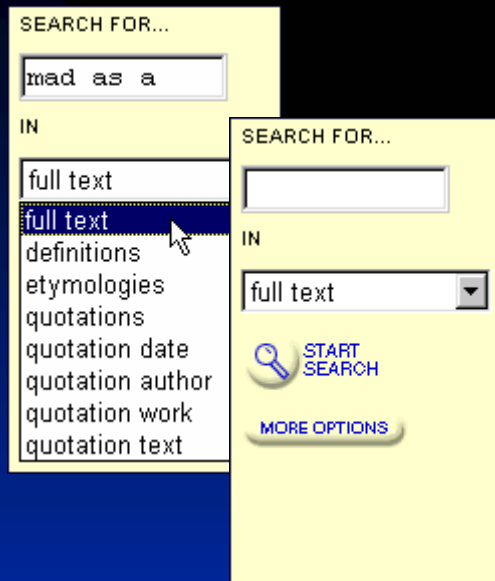 SEARCH FOR...
mad as a
IN
full text
full text
definitions
etymologies
quotations
quotation date
quotation author
quotation work
quotation text
SEARCH FOR...
IN
full text
START
SEARCH
MORE OPTIONS